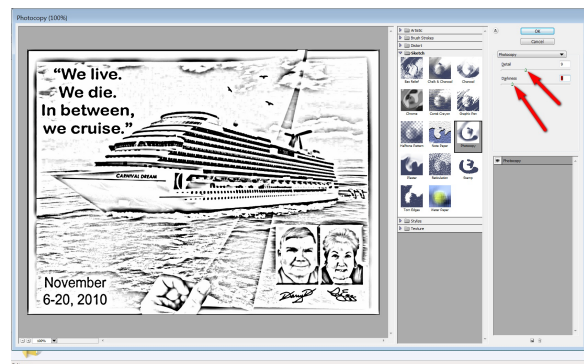 Photocopy (100%)
"We live.
We die.
In between,
we cruise."
CARNIVAL DREAM
November
6-20, 2010
100%
Artistic
Brush Strokes
Distort
Sketch
Bas Relief
Chalk & Charcoal
Charcoal
Chrome
Conté Crayon
Graphic Pen
Halftone Pattern
Note Paper
Photocopy
Plaster
Reticulation
Stamp
Torn Edges
Water Paper
Stylize
Texture
OK
Cancel
Photocopy
Detail
Darkness
Photocopy